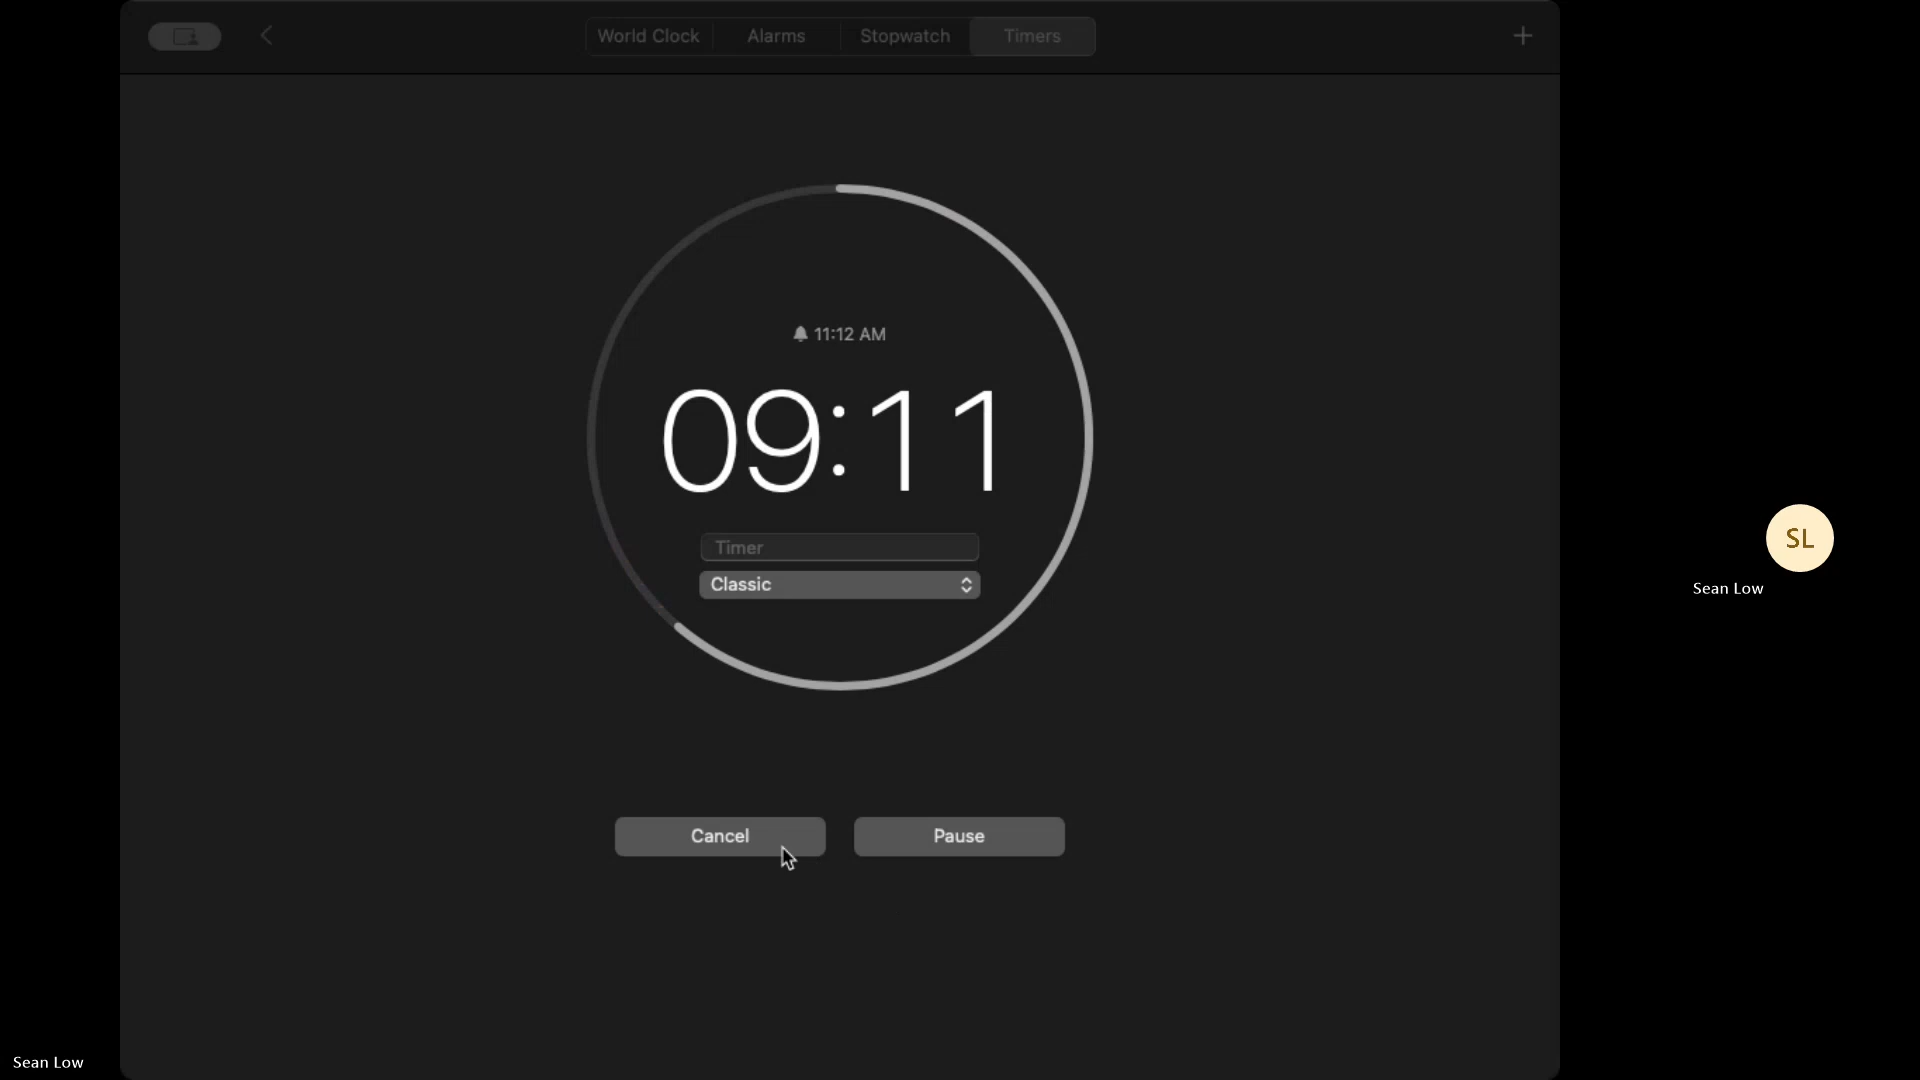 World Clock
Alarms
Stopwatch
Timers
11:12 AM
09:11
Timer
Classic
Cancel
Pause
SL
Sean Low
Sean Low